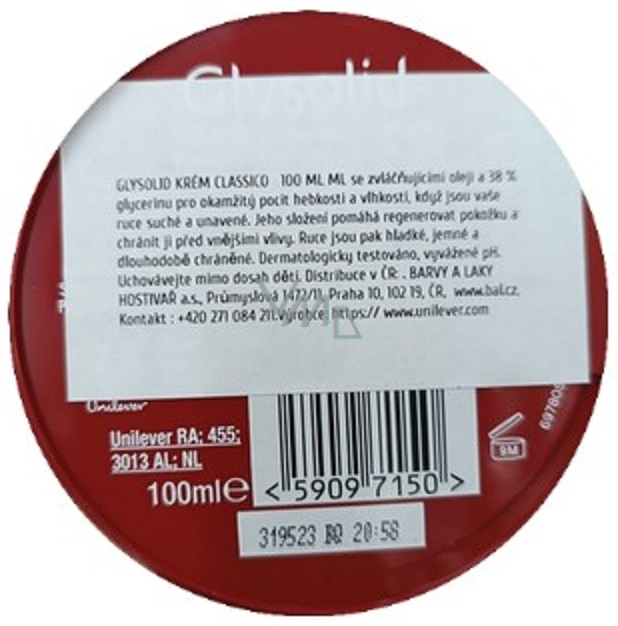 Glysolid
GLYSOLID KRÉM CLASSICO 100 ML ML se zvláčňujícími oleji a 38 %
glycerinu pro okamžitý pocit hebkosti a vlhkosti, když jsou vaše
ruce suché a unavené. Jeho složení pomáhá regenerovat pokožku a
chránit ji před vnějšími vlivy. Ruce jsou pak hladké, jemné a
dlouhodobě chráněné. Dermatologicky testováno, vyvážené pH.
Uchovávejte mimo dosah dětí. Distribuce v ČR: . BARVY A LAKY
HOSTIVAŘ a.s., Průmyslová 1472/11, Praha 10, 102 19, ČR, www.bal.cz,
Kontakt : +420 271 084 211.Výrobce: https:// www.unilever.com
VMD
Unilever
Unilever RA; 455;
3013 AL; NL
100ml e
< 5909 7150 >
9M
319523 20:58